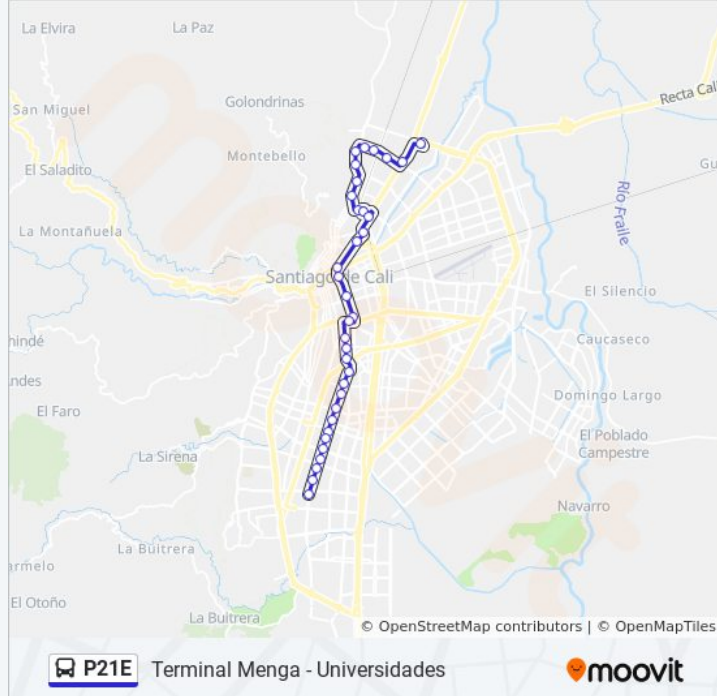 La Elvira
La Paz
San Miguel
Golondrinas
Recta Cali
El Saladito
Montebello
Gu
Río Fraile
La Montañuela
Santiago de Cali
El Silencio
hindé
Caucaseco
ndes
Domingo Largo
El Faro
El Poblado
Campestre
La Sirena
Navarro
La Buitrera
armelo
El Otoño
La Buitrera
© OpenStreetMap contributors | © OpenMapTiles
P21E Terminal Menga - Universidades
moovit